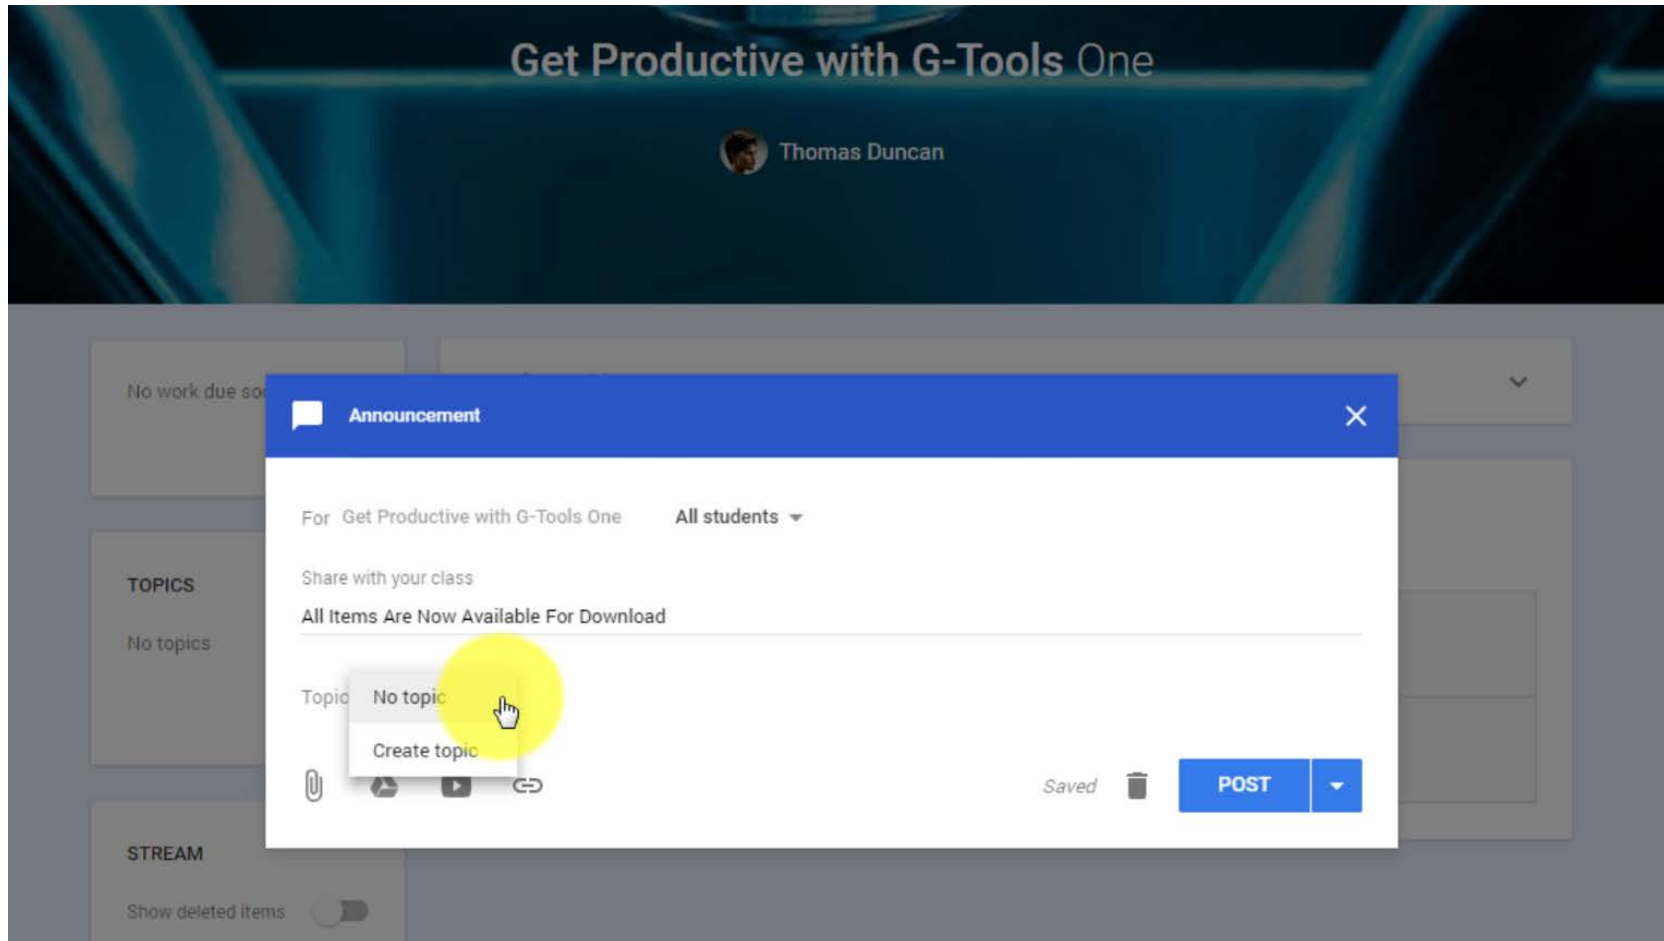 Get Productive with G-Tools One
Thomas Duncan
No work due
Announcement
For Get Productive with G-Tools One All students
Share with your class
All Items Are Now Available For Download
TOPICS
No topics
Topic No topic
Create topic
Saved POST
STREAM
Show deleted items